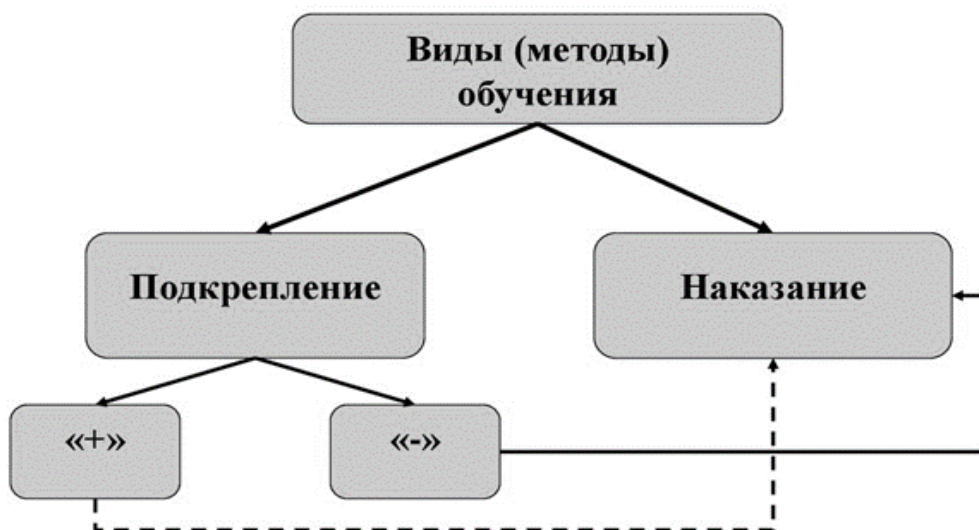 Виды (методы)
обучения
Подкрепление
Наказание
«+»
«-»